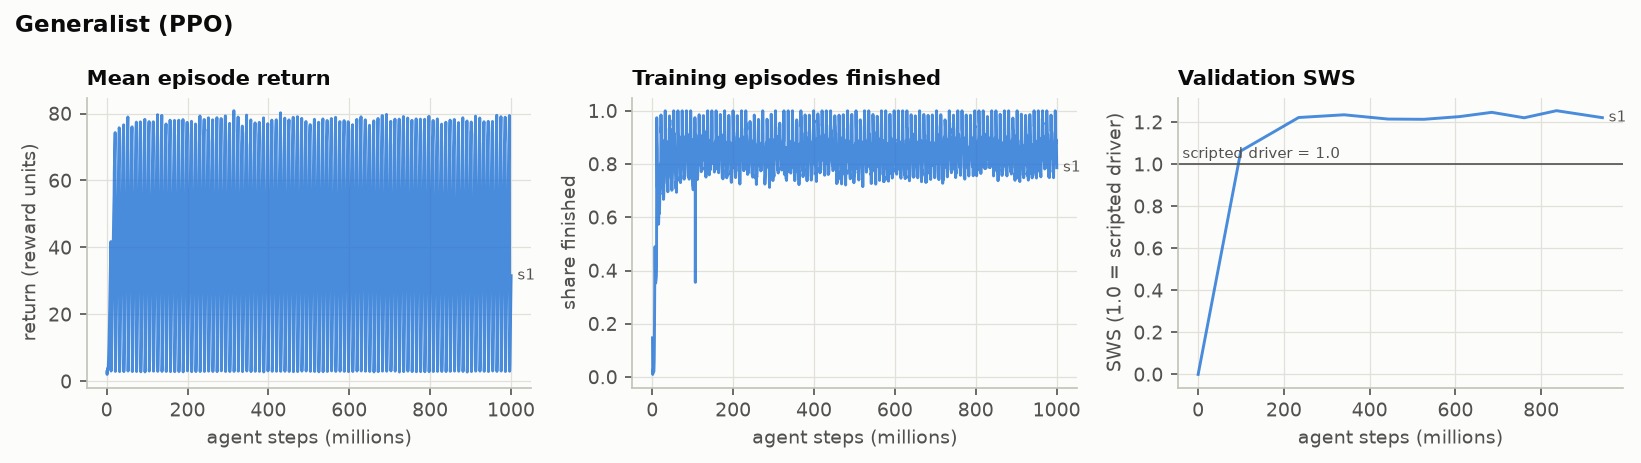 Generalist (PPO)
Mean episode return
return (reward units)
80
60
40
20
0
s1
0 200 400 600 800 1000
agent steps (millions)
Training episodes finished
share finished
1.0
0.8
0.6
0.4
0.2
0.0
s1
0 200 400 600 800 1000
agent steps (millions)
Validation SWS
SWS (1.0 = scripted driver)
1.2
1.0
0.8
0.6
0.4
0.2
0.0
s1
scripted driver = 1.0
0 200 400 600 800
agent steps (millions)